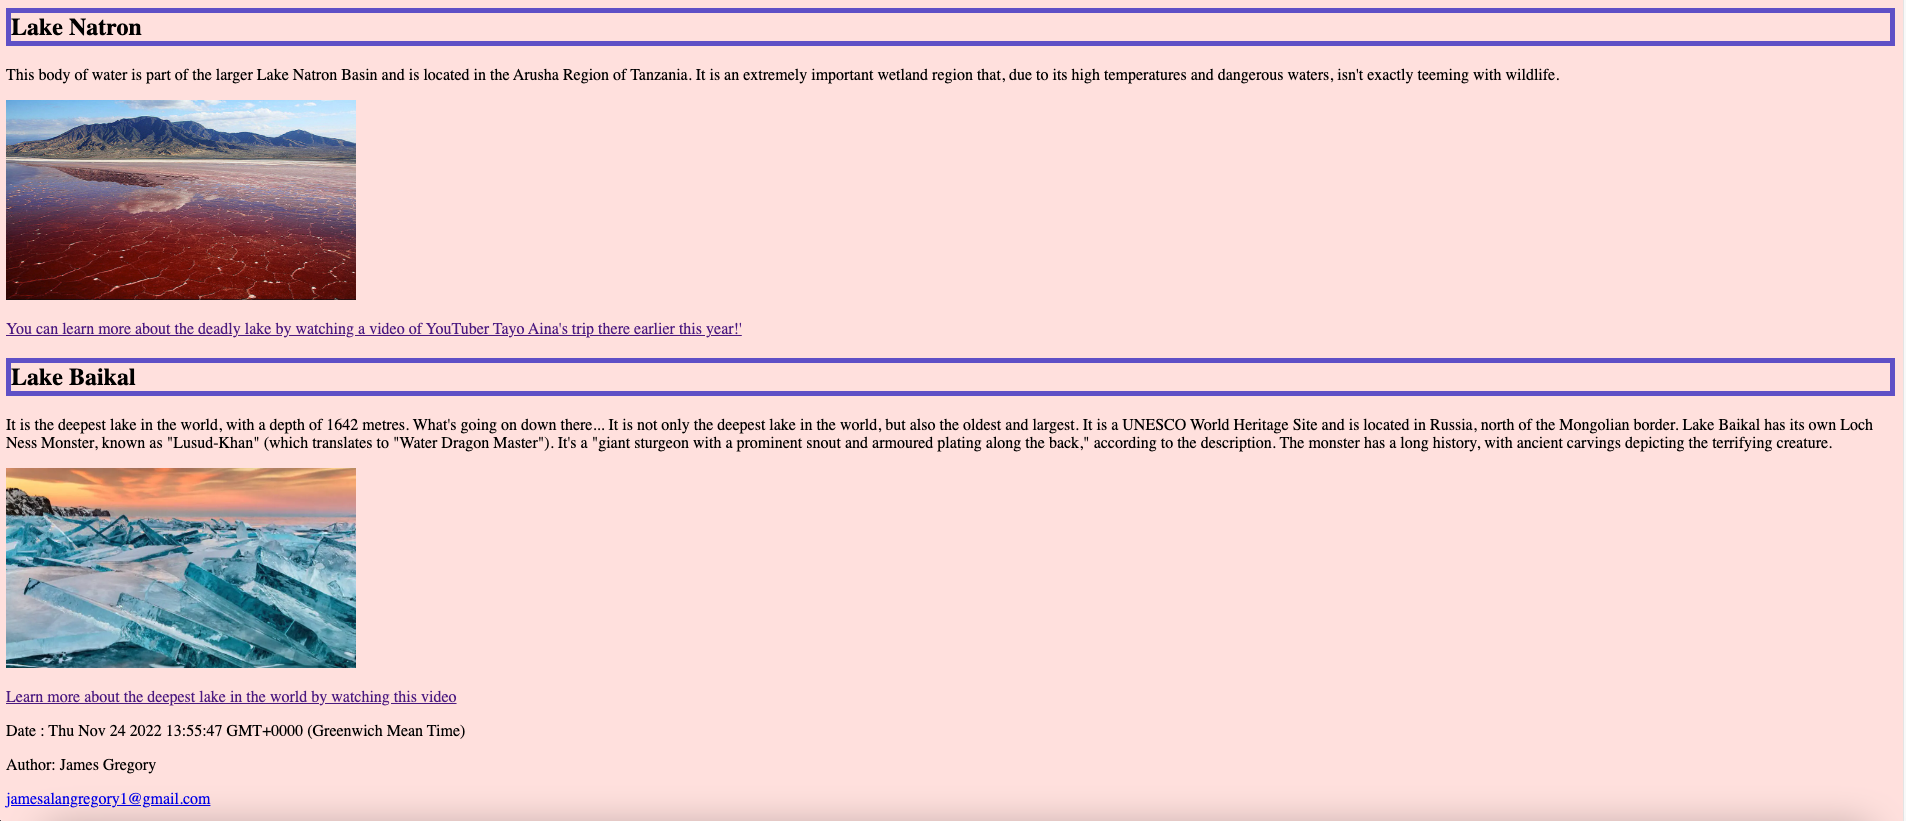 Lake Natron
This body of water is part of the larger Lake Natron Basin and is located in the Arusha Region of Tanzania. It is an extremely important wetland region that, due to its high temperatures and dangerous waters, isn't exactly teeming with wildlife.
You can learn more about the deadly lake by watching a video of YouTuber Tayo Aina's trip there earlier this year!'
Lake Baikal
It is the deepest lake in the world, with a depth of 1642 metres. What's going on down there... It is not only the deepest lake in the world, but also the oldest and largest. It is a UNESCO World Heritage Site and is located in Russia, north of the Mongolian border. Lake Baikal has its own Loch
Ness Monster, known as "Lusud-Khan" (which translates to "Water Dragon Master"). It's a "giant sturgeon with a prominent snout and armoured plating along the back," according to the description. The monster has a long history, with ancient carvings depicting the terrifying creature.
Learn more about the deepest lake in the world by watching this video
Date : Thu Nov 24 2022 13:55:47 GMT+0000 (Greenwich Mean Time)
Author: James Gregory
jamesalangregory1@gmail.com